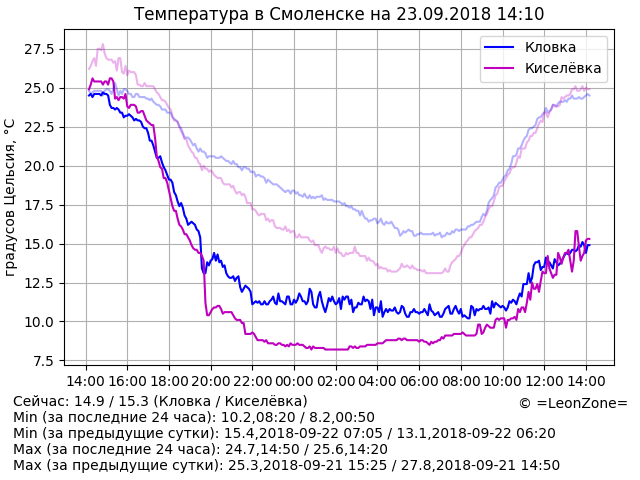 Температура в Смоленске на 23.09.2018 14:10
Кловка
Киселёвка
градусов Цельсия, °C
27.5
25.0
22.5
20.0
17.5
15.0
12.5
10.0
7.5
14:00 16:00 18:00 20:00 22:00 00:00 02:00 04:00 06:00 08:00 10:00 12:00 14:00
Сейчас: 14.9 / 15.3 (Кловка / Киселёвка)
© =LeonZone=
Min (за последние 24 часа): 10.2,08:20 / 8.2,00:50
Min (за предыдущие сутки): 15.4,2018-09-22 07:05 / 13.1,2018-09-22 06:20
Max (за последние 24 часа): 24.7,14:50 / 25.6,14:20
Max (за предыдущие сутки): 25.3,2018-09-21 15:25 / 27.8,2018-09-21 14:50